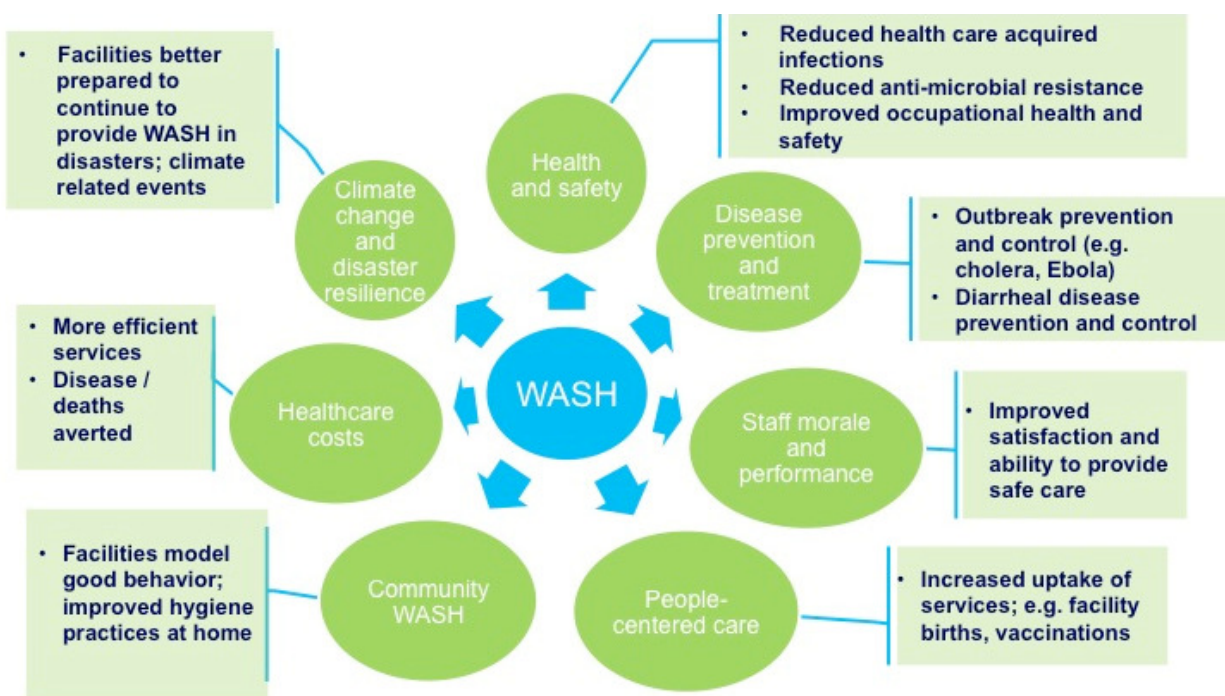 • Facilities better
prepared to
continue to
provide WASH in
disasters; climate
related events
• Reduced health care acquired
infections
• Reduced anti-microbial resistance
• Improved occupational health and
safety
Health
and safety
Climate
change
and
disaster
resilience
Disease
prevention
and
treatment
• Outbreak prevention
and control (e.g.
cholera, Ebola)
• Diarrheal disease
prevention and control
• More efficient
services
• Disease /
deaths
averted
Healthcare
costs
WASH
Staff morale
and
performance
• Improved
satisfaction and
ability to provide
safe care
• Facilities model
good behavior;
improved hygiene
practices at home
Community
WASH
People-
centered care
• Increased uptake of
services; e.g. facility
births, vaccinations